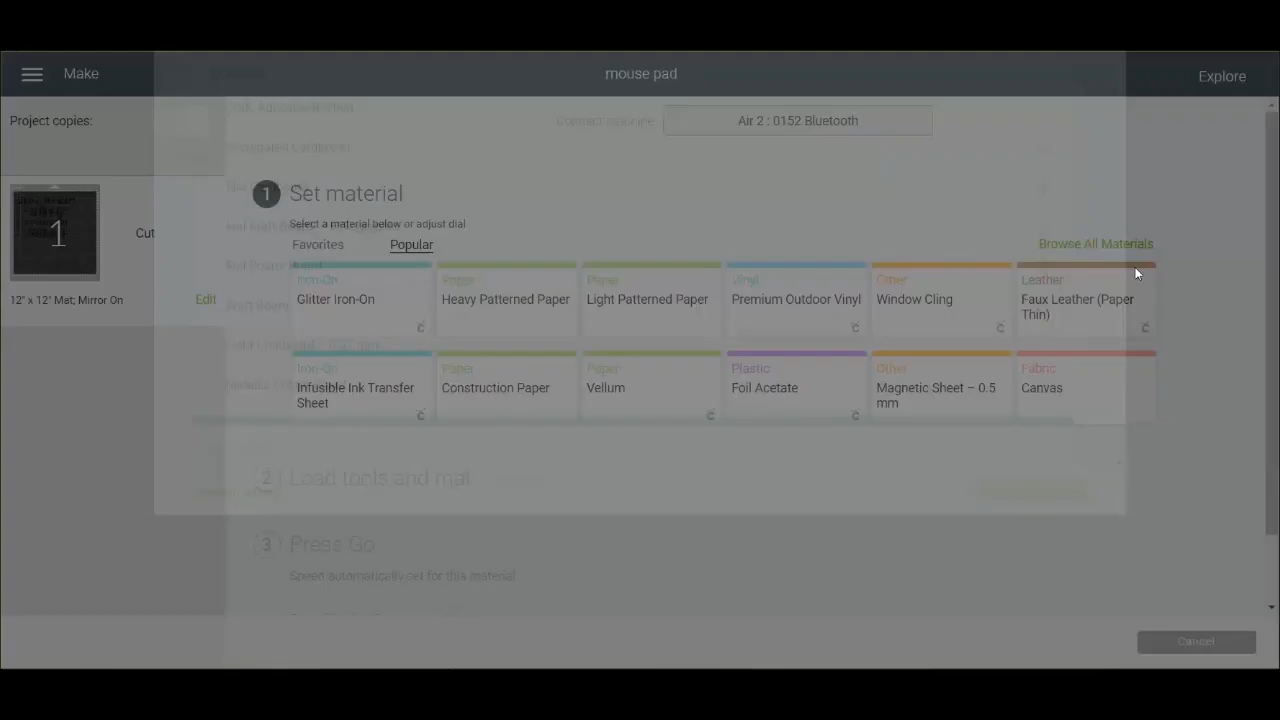 Make
mouse pad
Explore
Project copies:
Air 2 : 0152 Bluetooth
1
Set material
Select a material below or adjust dial
Favorites
Popular
Browse All Materials
1
Cut
12" x 12" Mat; Mirror On
Edit
Iron-On
Glitter Iron-On
Paper
Heavy Patterned Paper
Paper
Light Patterned Paper
Vinyl
Premium Outdoor Vinyl
Other
Window Cling
Leather
Faux Leather (Paper
Thin)
Iron-On
Infusible Ink Transfer
Sheet
Paper
Construction Paper
Paper
Vellum
Plastic
Foil Acetate
Other
Magnetic Sheet – 0.5
mm
Fabric
Canvas
2
Load tools and mat
3
Press Go
Speed automatically set for this material
Cancel